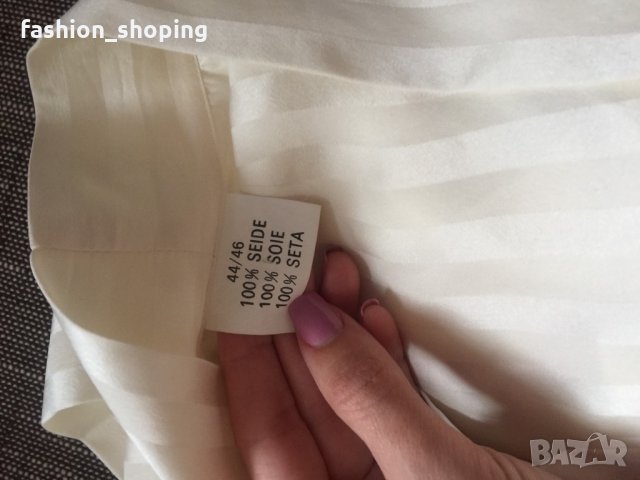 fashion_shoping
44/46
100% SEIDE
100% SOIE
100% SETA
BAZAR